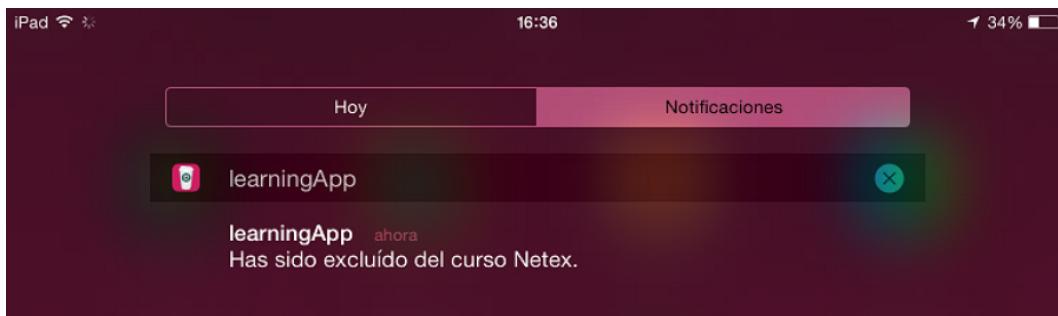 iPad 16:36 34%
Hoy Notificaciones
learningApp
learningApp ahora
Has sido excluído del curso Netex.